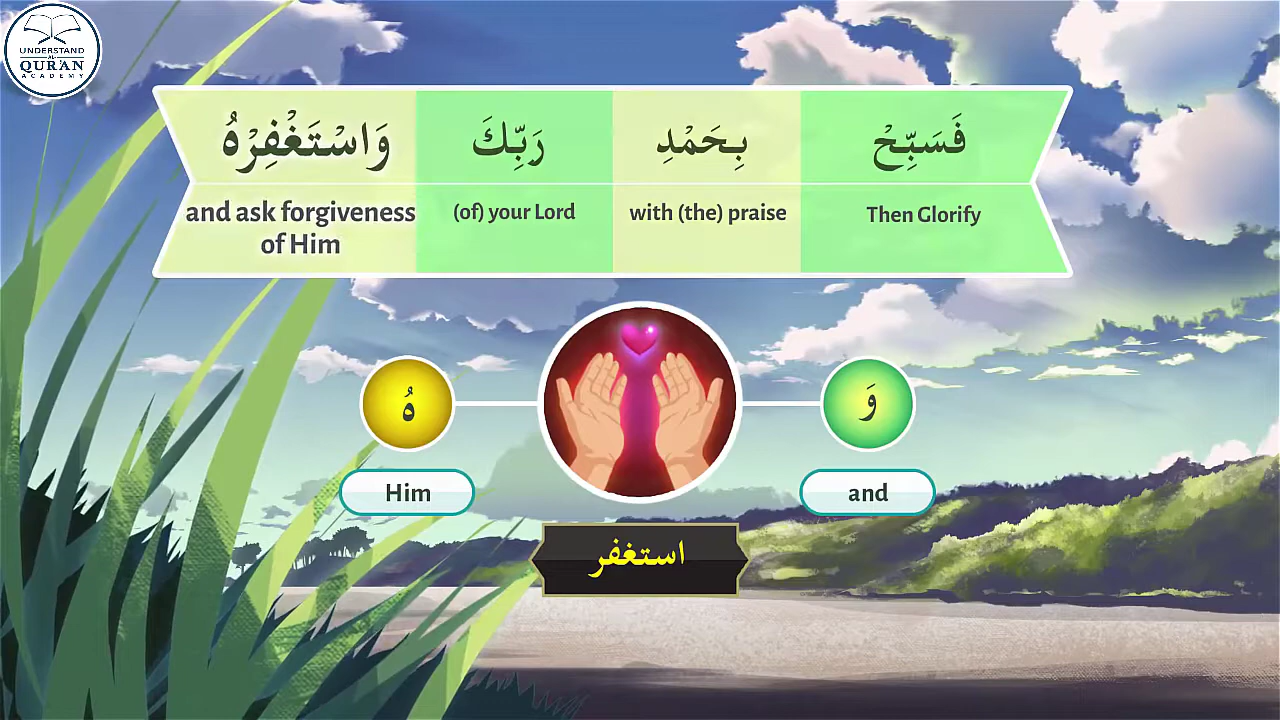 UNDERSTAND
AL-
QURAN
ACADEMY
فَسَبِّحْ بِحَمْدِ رَبِّكَ وَاسْتَغْفِرْهُ
Then Glorify
with (the) praise
(of) your Lord
and ask forgiveness
of Him
وَ
هُ
and
Him
استغفر